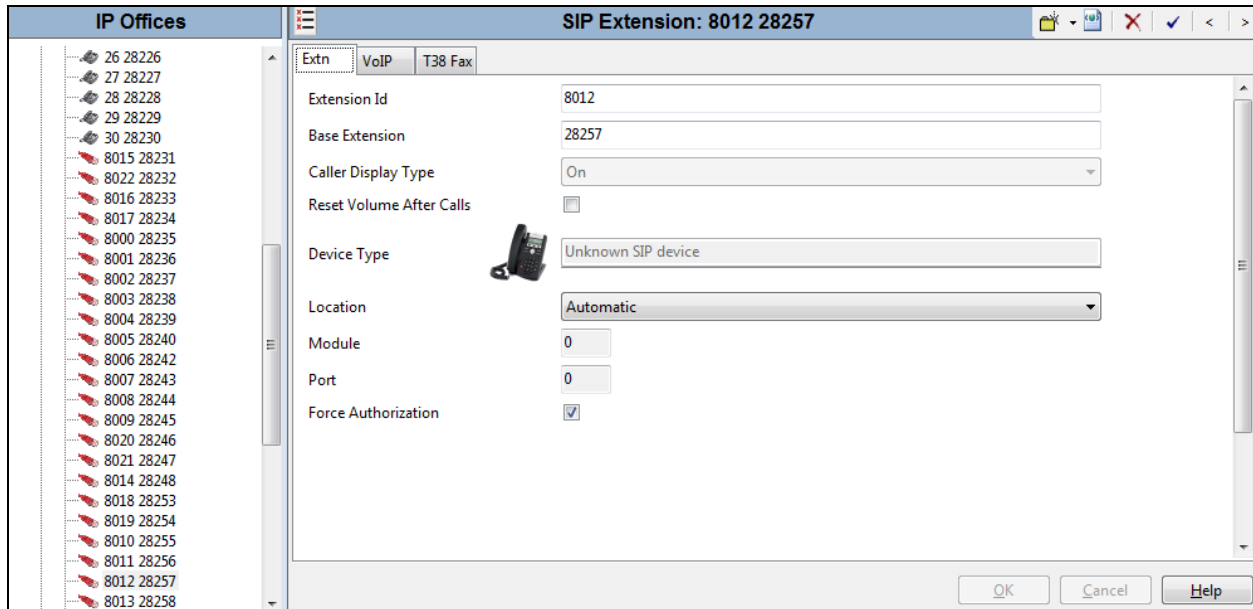 IP Offices
26 28226
27 28227
28 28228
29 28229
30 28230
8015 28231
8022 28232
8016 28233
8017 28234
8000 28235
8001 28236
8002 28237
8003 28238
8004 28239
8005 28240
8006 28242
8007 28243
8008 28244
8009 28245
8020 28246
8021 28247
8014 28248
8018 28253
8019 28254
8010 28255
8011 28256
8012 28257
8013 28258
SIP Extension: 8012 28257
Extn VoIP T38 Fax
Extension Id 8012
Base Extension 28257
Caller Display Type On
Reset Volume After Calls
Device Type Unknown SIP device
Location Automatic
Module 0
Port 0
Force Authorization
OK Cancel Help